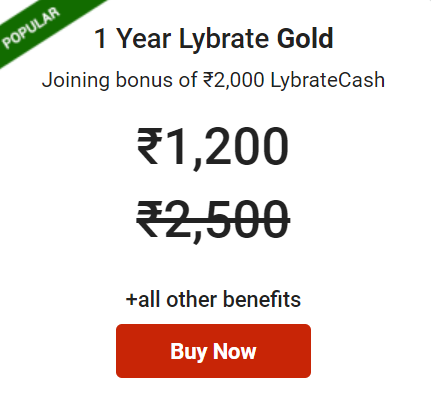 POPULAR
1 Year Lybrate Gold
Joining bonus of ₹2,000 LybrateCash
₹1,200
₹2,500
+all other benefits
Buy Now